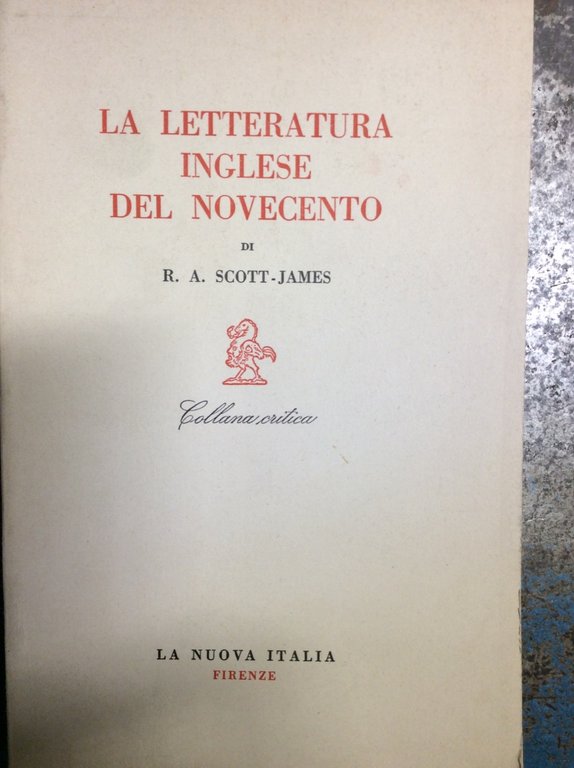 LA LETTERATURA
INGLESE
DEL NOVECENTO
DI
R. A. SCOTT-JAMES
Collana critica
LA NUOVA ITALIA
FIRENZE